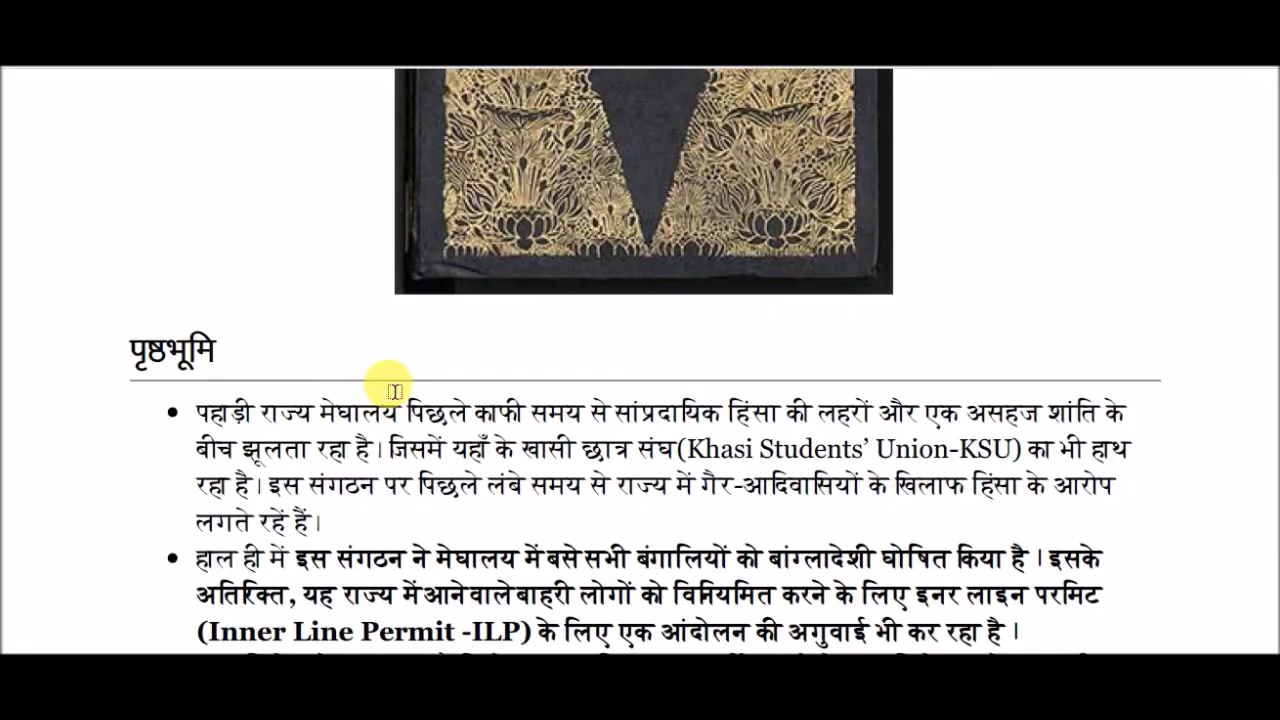 पृष्ठभूमि
पहाड़ी राज्य मेघालय पिछले काफी समय से सांप्रदायिक हिंसा की लहरों और एक असहज शांति के
बीच झूलता रहा है। जिसमें यहाँ के खासी छात्र संघ(Khasi Students’ Union-KSU) का भी हाथ
रहा है। इस संगठन पर पिछले लंबे समय से राज्य में गैर-आदिवासियों के खिलाफ हिंसा के आरोप
लगते रहें हैं।
हाल ही में इस संगठन ने मेघालय में बसे सभी बंगालियों को बांग्लादेशी घोषित किया है । इसके
अतिरिक्त, यह राज्य में आने वाले बाहरी लोगों को विनियमित करने के लिए इनर लाइन परमिट
(Inner Line Permit -ILP) के लिए एक आंदोलन की अगुवाई भी कर रहा है ।